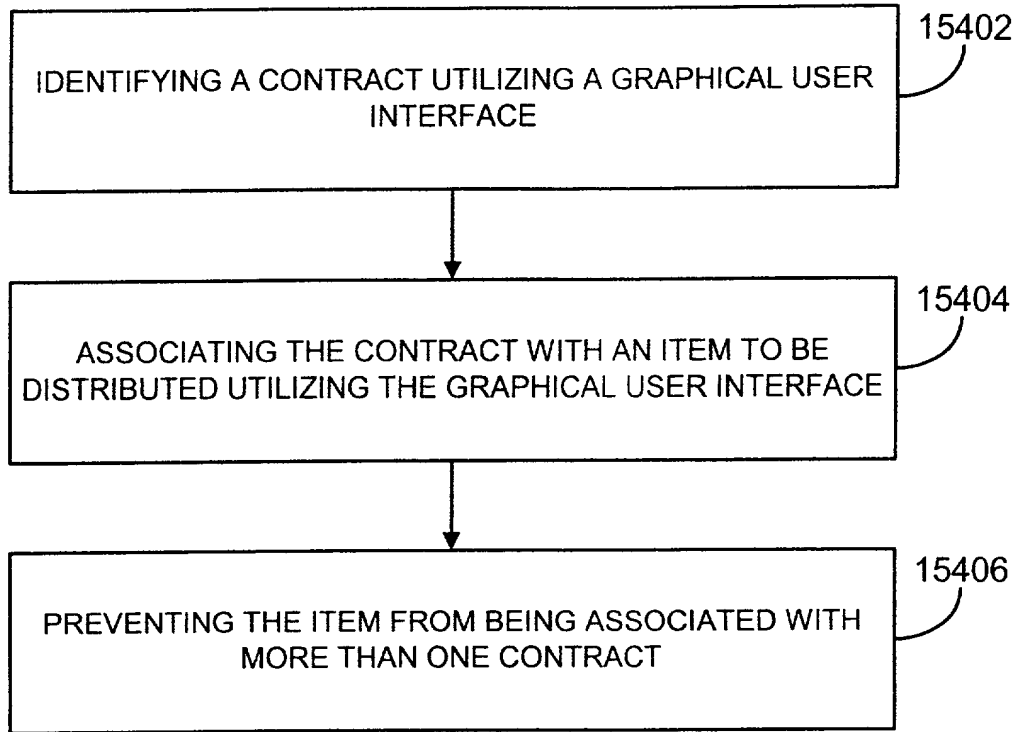 15402
IDENTIFYING A CONTRACT UTILIZING A GRAPHICAL USER
INTERFACE
15404
ASSOCIATING THE CONTRACT WITH AN ITEM TO BE
DISTRIBUTED UTILIZING THE GRAPHICAL USER INTERFACE
15406
PREVENTING THE ITEM FROM BEING ASSOCIATED WITH
MORE THAN ONE CONTRACT